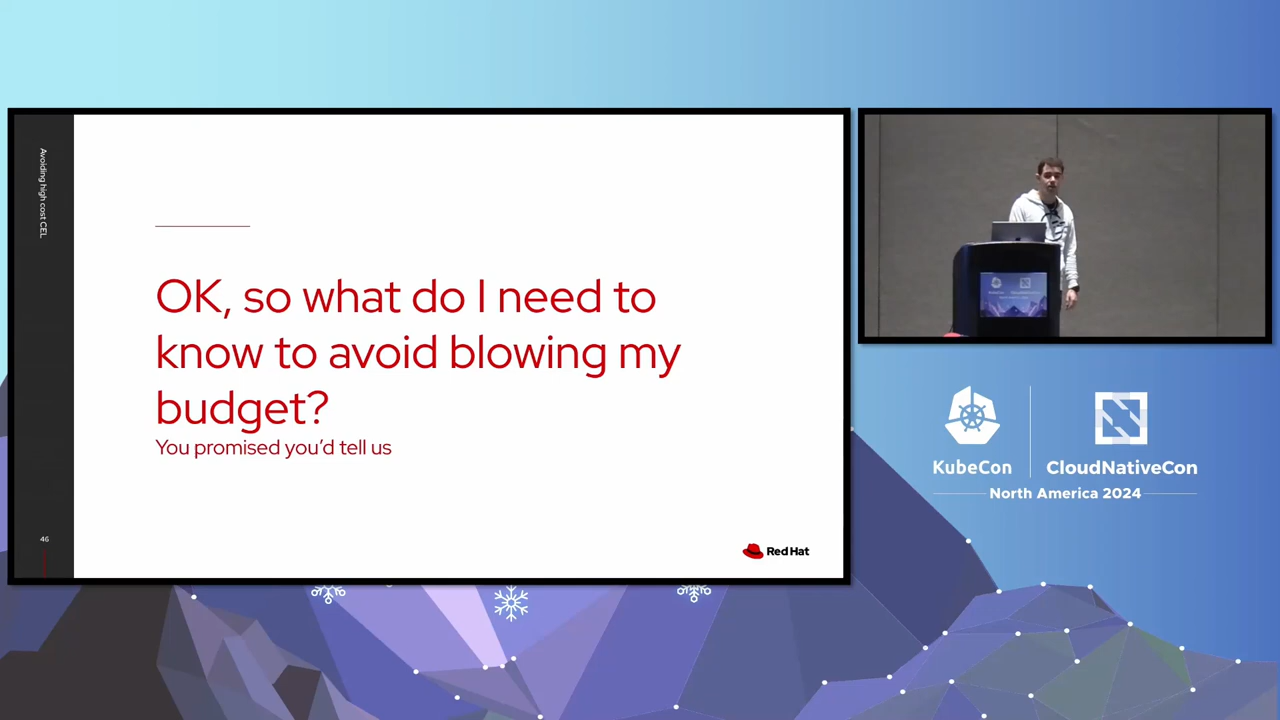 Avoiding high cost CEL
OK, so what do I need to
know to avoid blowing my
budget?
You promised you'd tell us
46
Red Hat
KubeCon
CloudNativeCon
North America 2024